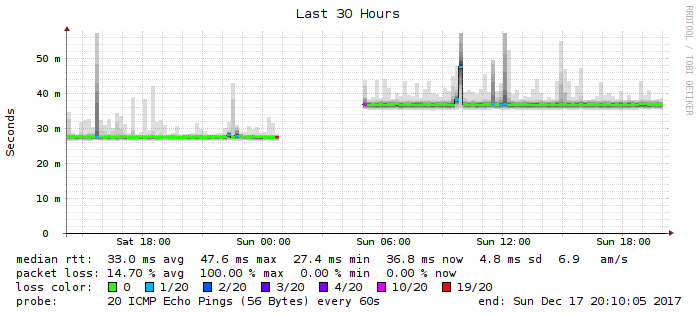 Last 30 Hours
RRDTOOL / TOBI OETIKER
Seconds
50 m
40 m
30 m
20 m
10 m
0
Sat 18:00 Sun 00:00 Sun 06:00 Sun 12:00 Sun 18:00
median rtt: 33.0 ms avg 47.6 ms max 27.4 ms min 36.8 ms now 4.8 ms sd 6.9 am/s
packet loss: 14.70 % avg 100.00 % max 0.00 % min 0.00 % now
loss color: 0 1/20 2/20 3/20 4/20 10/20 19/20
probe: 20 ICMP Echo Pings (56 Bytes) every 60s end: Sun Dec 17 20:10:05 2017